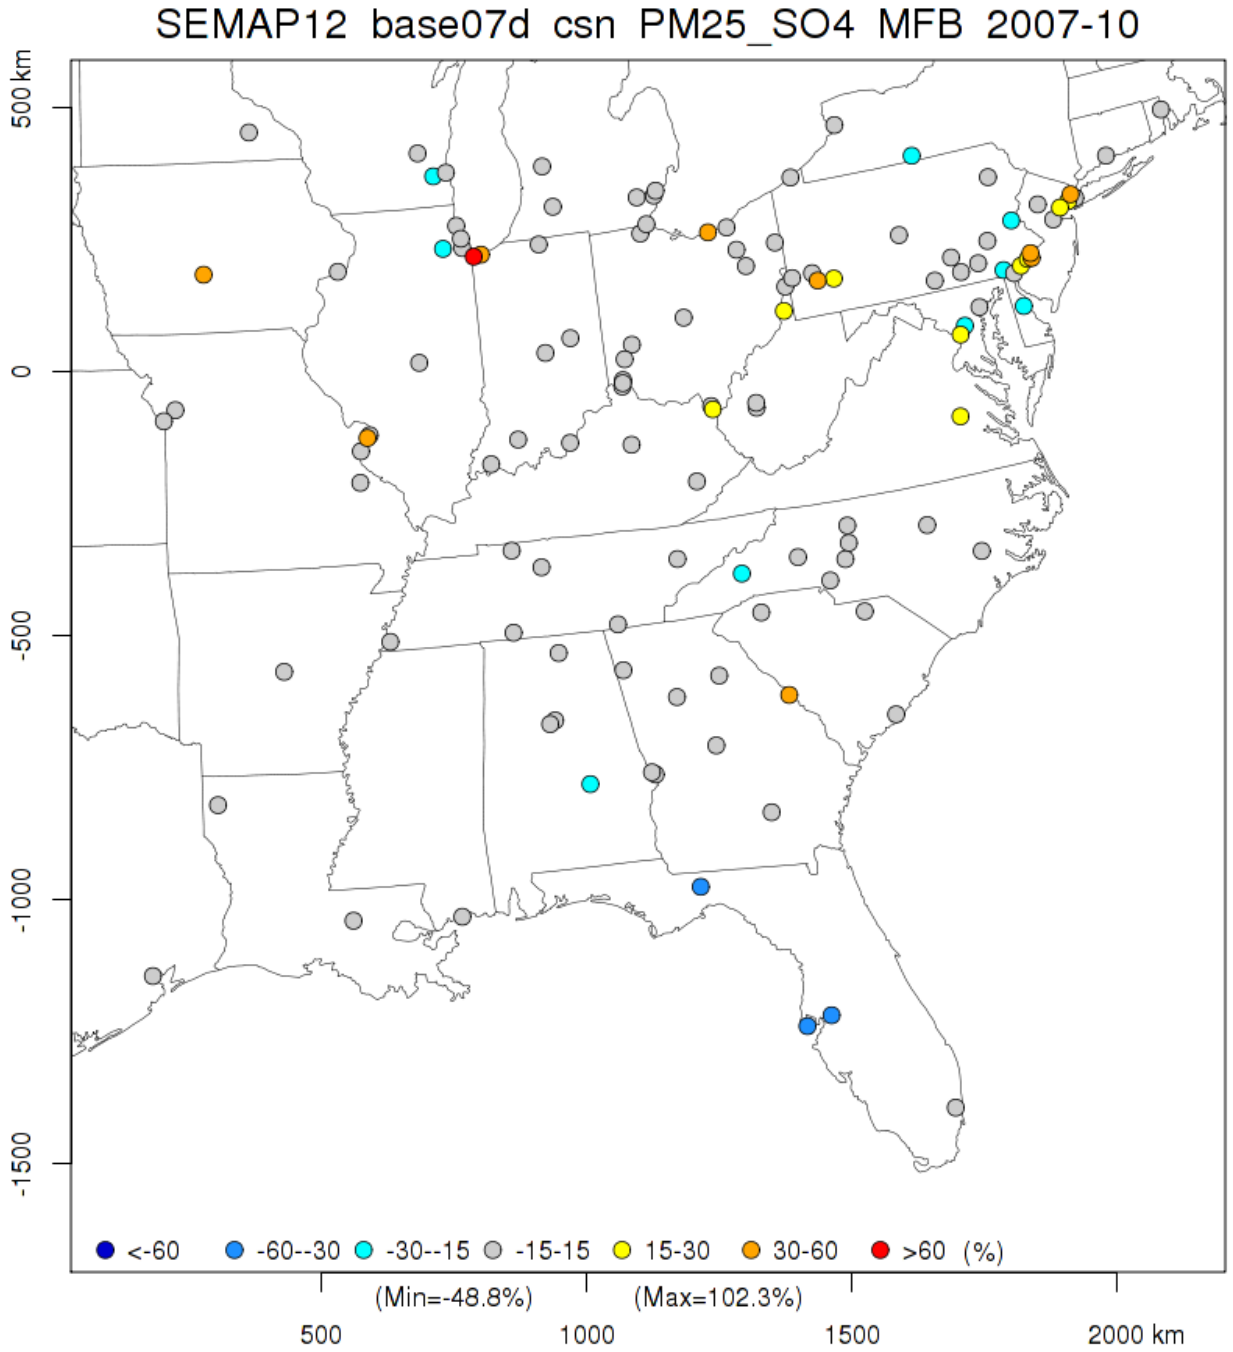 SEMAP12 base07d csn PM25_SO4 MFB 2007-10
500 km
0
-500
-1000
-1500
<-60 -60--30 -30--15 -15-15 15-30 30-60 >60 (%)
(Min=-48.8%) (Max=102.3%)
500 1000 1500 2000 km